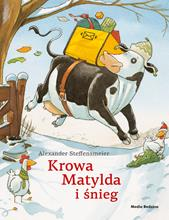 Alexander Steffensmeier
Krowa
Matylda
i śnieg
Media Rodzina